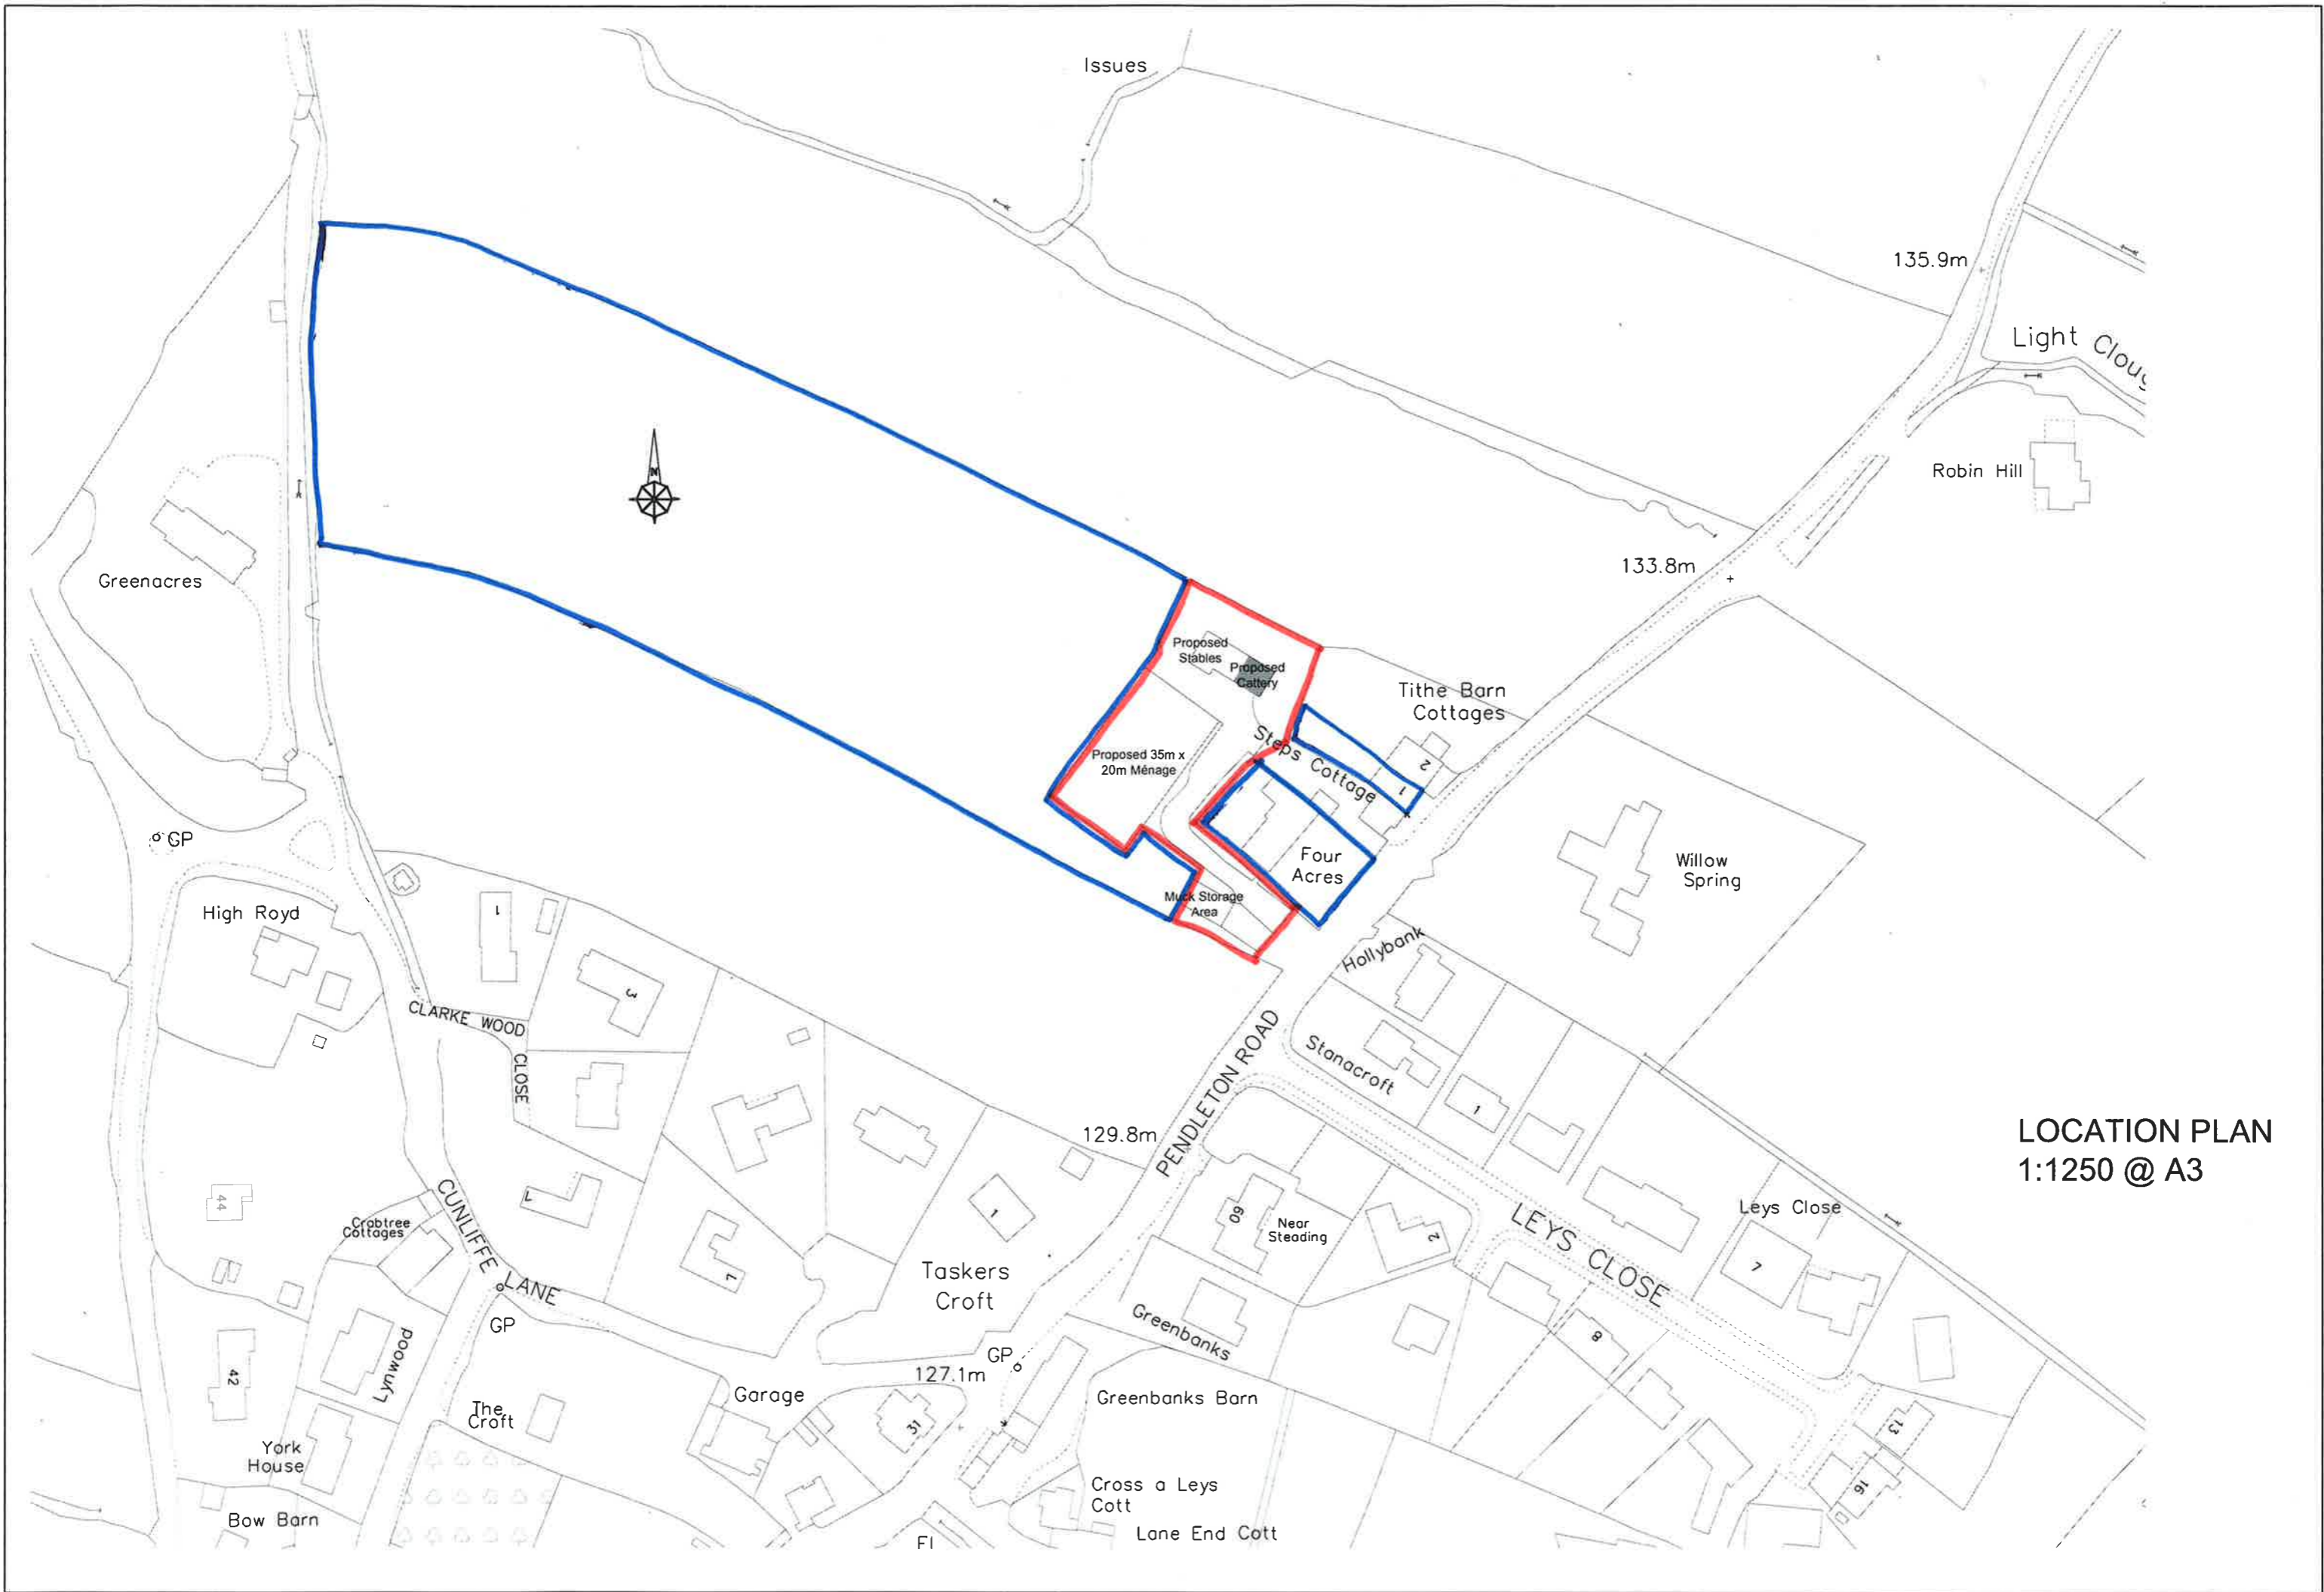 Issues
135.9m
Light Clou
Robin Hill
N
133.8m
Greenacres
Proposed
Stables
Proposed
Cattery
Tithe Barn
Cottages
Steps Cottage
Proposed 35m x
20m Ménage
2
1
Four
Acres
Willow
Spring
GP
Muck Storage
Area
High Royd
1
3
Hollybank
CLARKE WOOD
CLOSE
Stanacroft
PENDLETON ROAD
1
129.8m
LOCATION PLAN
1:1250 @ A3
44
Crabtree
Cottages
CUNLIFFE LANE
1
1
1
60
Near
Steading
2
LEYS CLOSE
Leys Close
7
Taskers
Croft
GP
Lynwood
42
Greenbanks
8
GP
127.1m
Garage
The
Croft
31
Greenbanks Barn
13
16
York
House
Cross a Leys
Cott
Bow Barn
Lane End Cott